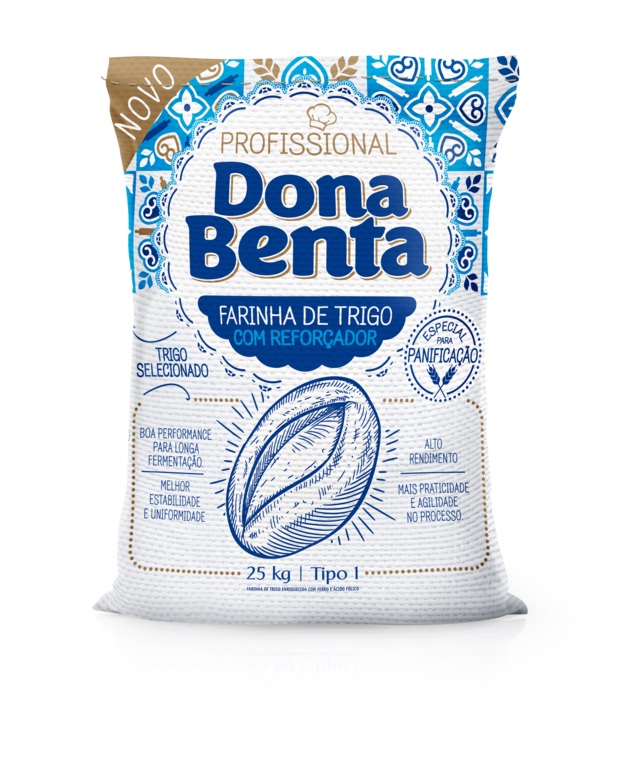 NOVO
PROFISSIONAL
Dona
Benta
FARINHA DE TRIGO
COM REFORÇADOR
TRIGO
SELECIONADO
ESPECIAL
PARA
PANIFICAÇÃO
BOA PERFORMANCE
PARA LONGA
FERMENTAÇÃO.
MELHOR
ESTABILIDADE
E UNIFORMIDADE
ALTO
RENDIMENTO
MAIS PRATICIDADE
E AGILIDADE
NO PROCESSO.
25 kg | Tipo 1
FARINHA DE TRIGO ENRIQUECIDA COM FERRO E ÁCIDO FÓLICO